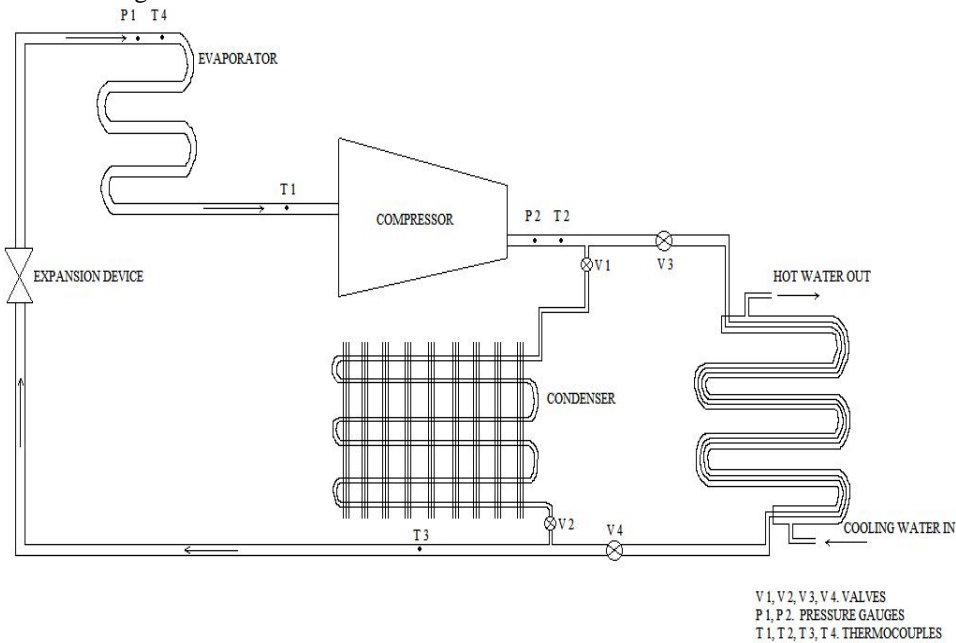 P 1 T 4
EVAPORATOR
T 1
COMPRESSOR
P 2 T 2
V 1
V 3
EXPANSION DEVICE
HOT WATER OUT
CONDENSER
V 2
V 4
T 3
COOLING WATER IN
V 1, V 2, V 3, V 4. VALVES
P 1, P 2. PRESSURE GAUGES
T 1, T 2, T 3, T 4. THERMOCOUPLES